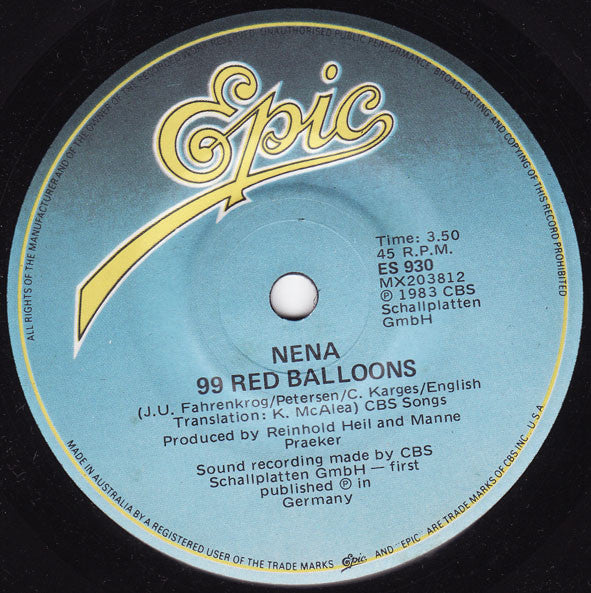 ALL RIGHTS OF THE MANUFACTURER AND OF THE OWNER OF THE RECORDED WORK RESERVED. UNAUTHORISED PUBLIC PERFORMANCE, BROADCASTING AND COPYING OF THIS RECORD PROHIBITED
Epic
Time: 3.50
45 R.P.M.
ES 930
MX203812
℗ 1983 CBS
Schallplatten
GmbH
NENA
99 RED BALLOONS
(J.U. Fahrenkrog/Petersen/C. Karges/English
Translation: K. McAlea) CBS Songs
Produced by Reinhold Heil and Manne
Praeker
Sound recording made by CBS
Schallplatten GmbH — first
published ℗ in
Germany
MADE IN AUSTRALIA BY A REGISTERED USER OF THE TRADE MARKS Epic AND "EPIC" ARE TRADE MARKS OF CBS INC. U.S.A